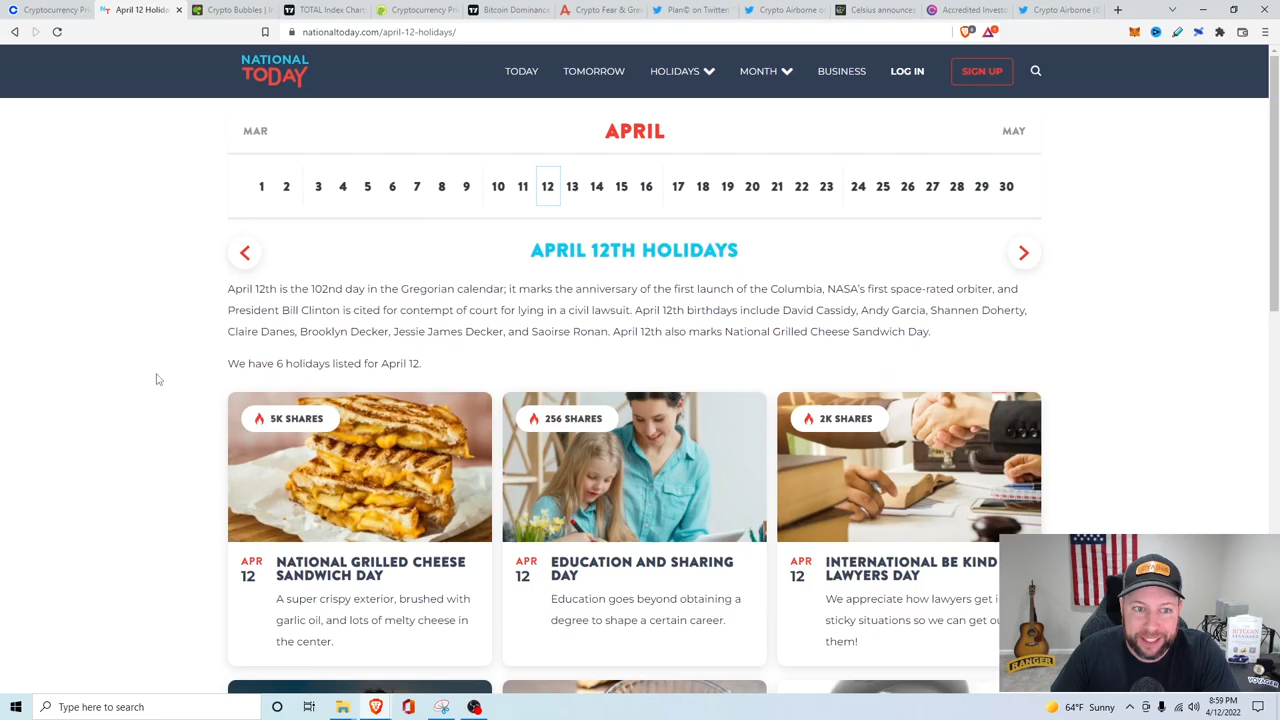 Cryptocurrency Pri
April 12 Holida
Crypto Bubbles | In
TOTAL Index Charts
Cryptocurrency Pri
Bitcoin Dominance
Crypto Fear & Gre
Plan© on Twitter:
Crypto Airborne on
Celsius announces
Accredited Investo
Crypto Airborne (@
nationaltoday.com/april-12-holidays/
NATIONAL
TODAY
TODAY
TOMORROW
HOLIDAYS
MONTH
BUSINESS
LOG IN
SIGN UP
MAR
APRIL
MAY
1 2 3 4 5 6 7 8 9 10 11 12 13 14 15 16 17 18 19 20 21 22 23 24 25 26 27 28 29 30
APRIL 12TH HOLIDAYS
April 12th is the 102nd day in the Gregorian calendar; it marks the anniversary of the first launch of the Columbia, NASA's first space-rated orbiter, and
President Bill Clinton is cited for contempt of court for lying in a civil lawsuit. April 12th birthdays include David Cassidy, Andy Garcia, Shannen Doherty,
Claire Danes, Brooklyn Decker, Jessie James Decker, and Saoirse Ronan. April 12th also marks National Grilled Cheese Sandwich Day.
We have 6 holidays listed for April 12.
5K SHARES
256 SHARES
2K SHARES
APR
12
NATIONAL GRILLED CHEESE
SANDWICH DAY
A super crispy exterior, brushed with
garlic oil, and lots of melty cheese in
the center.
APR
12
EDUCATION AND SHARING
DAY
Education goes beyond obtaining a
degree to shape a certain career.
APR
12
INTERNATIONAL BE KIND
LAWYERS DAY
We appreciate how lawyers get i
sticky situations so we can get ou
them!
RANGER
BITCOIN
STANDARD
VOYAGER
Type here to search
64°F Sunny
8:59 PM
4/12/2022